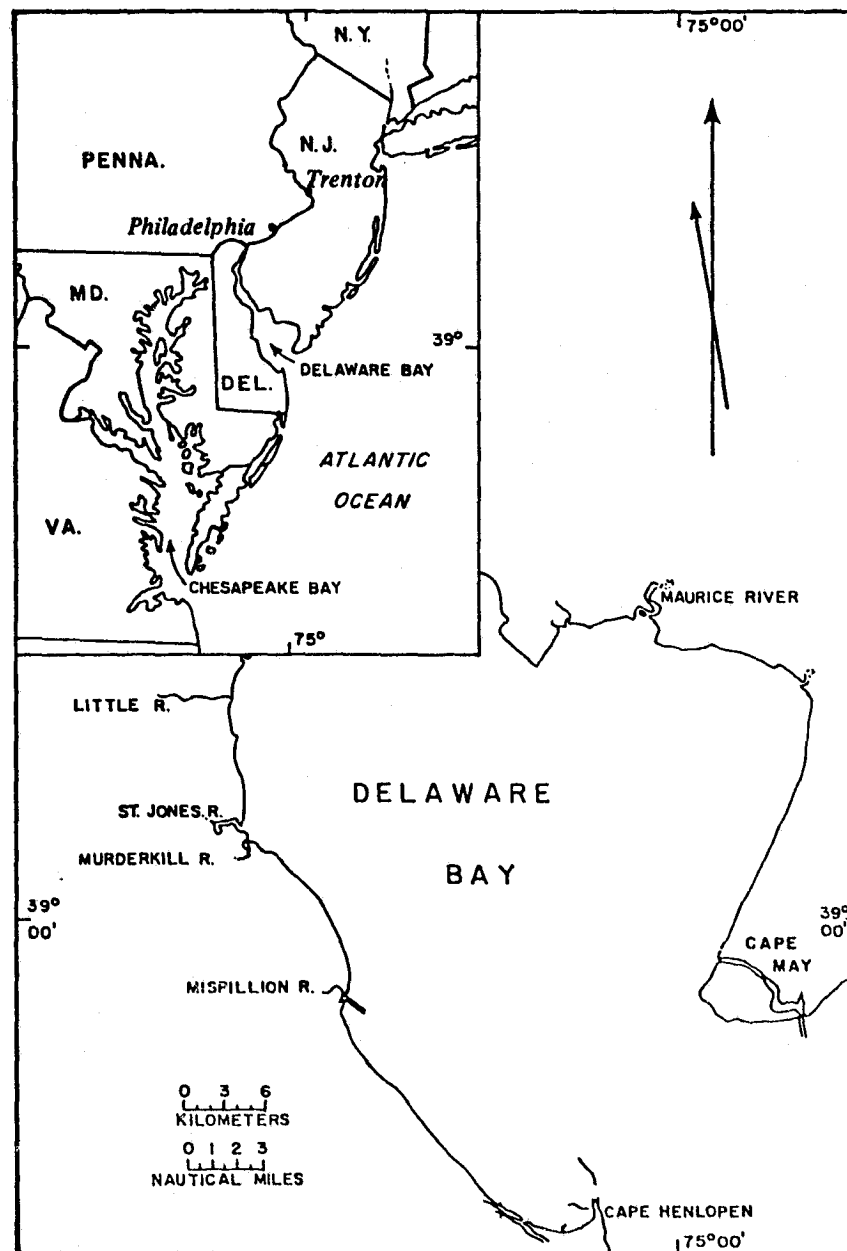 75°00'
N.Y.
N.J.
PENNA.
Trenton
Philadelphia
MD.
39°
DELAWARE BAY
DEL.
ATLANTIC
OCEAN
VA.
CHESAPEAKE BAY
75°
MAURICE RIVER
LITTLE R.
DELAWARE
BAY
ST. JONES R.
MURDERKILL R.
39°
00'
39°
00'
CAPE
MAY
MISPILLION R.
0 3 6
KILOMETERS
0 1 2 3
NAUTICAL MILES
CAPE HENLOPEN
75°00'